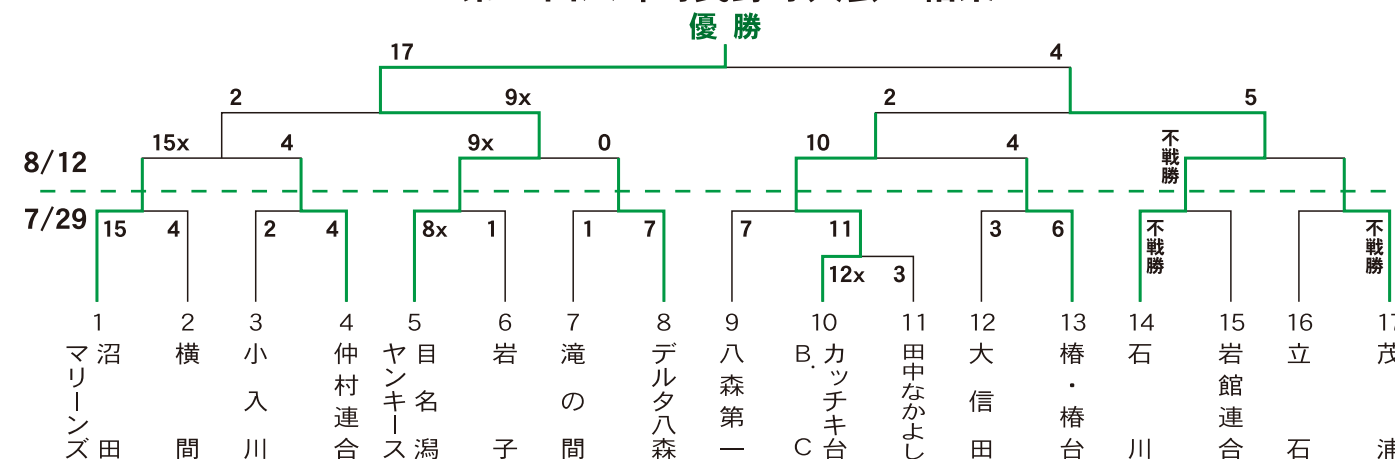 優勝
17 4
2 9x 2 5
15x 4 9x 0 10 4 不戦勝
8/12
7/29
15 4 2 4 8x 1 1 7 7 11 3 6 不戦勝 不戦勝
12x 3
1 2 3 4 5 6 7 8 9 10 11 12 13 14 15 16 17
沼田マリーンズ
横間
小入川
仲村連合
目名潟ヤンキース
岩子
滝の間
デルタ八森
八森第一
カッチキ台B.C
田中なかよし
大信田
椿・椿台
石川
岩館連合
立石
茂浦